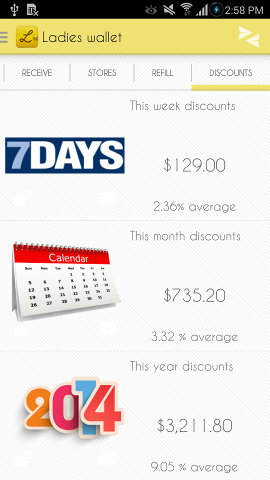 2:58 PM
Ladies wallet
RECEIVE
STORES
REFILL
DISCOUNTS
This week discounts
7DAYS
$129.00
2.36% average
This month discounts
Calendar
$735.20
3.32 % average
This year discounts
2014
$3,211.80
9.05 % average